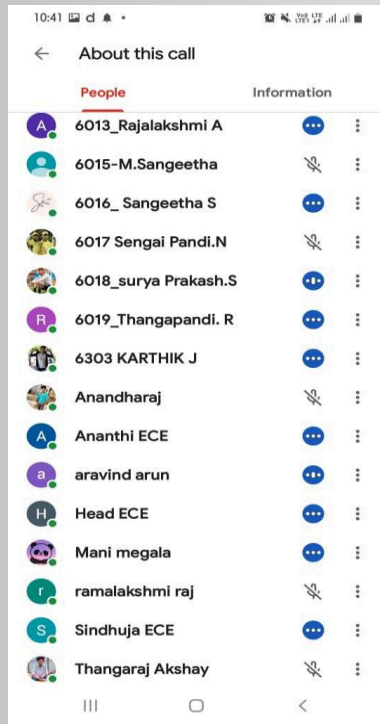 10:41
About this call
People Information
A 6013_Rajalakshmi A
6015-M.Sangeetha
6016_ Sangeetha S
6017 Sengai Pandi.N
6018_surya Prakash.S
R 6019_Thangapandi. R
6303 KARTHIK J
Anandharaj
A Ananthi ECE
a aravind arun
H Head ECE
Mani megala
r ramalakshmi raj
S Sindhuja ECE
Thangaraj Akshay